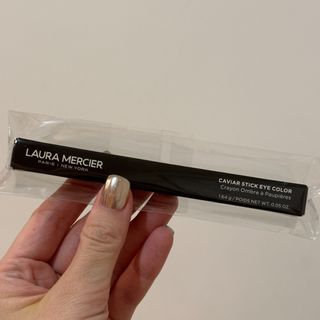 LAURA MERCIER
PARIS / NEW YORK
CAVIAR STICK EYE COLOR
Crayon Ombre à Paupières
1.64 g / POIDS NET WT. 0.05 OZ.